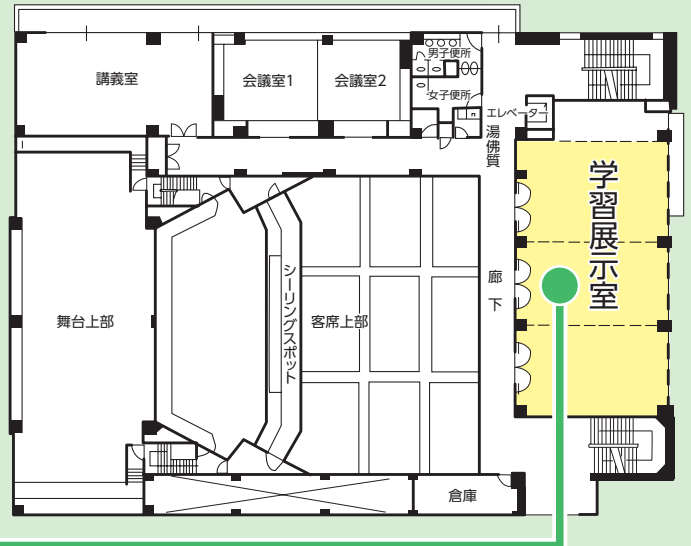 講義室
会議室1
会議室2
男子便所
女子便所
エレベーター
湯佛質
学習展示室
廊下
舞台上部
シーリングスポット
客席上部
倉庫